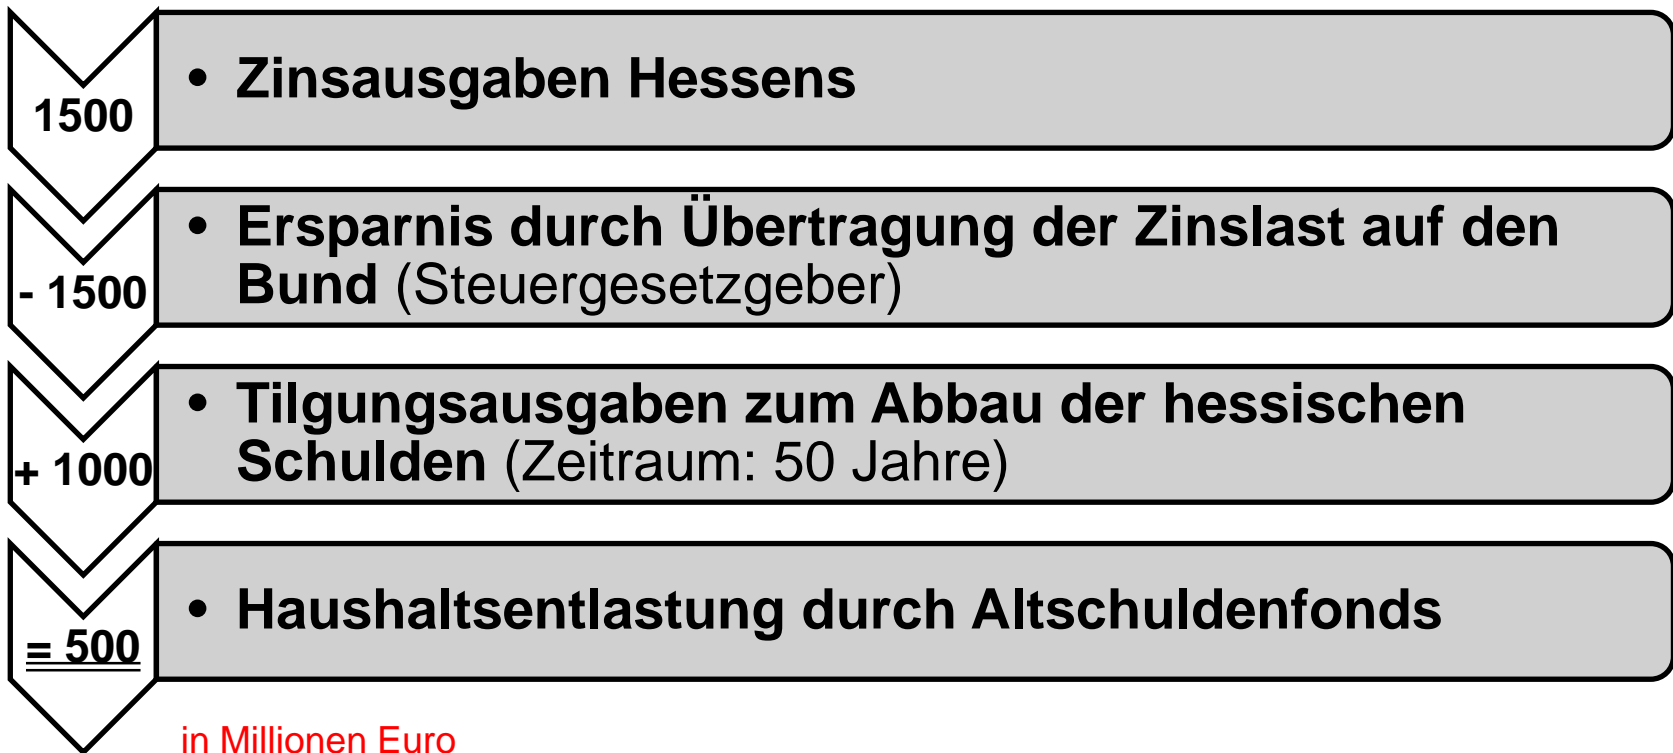 1500
• Zinsausgaben Hessens
- 1500
• Ersparnis durch Übertragung der Zinslast auf den
Bund (Steuergesetzgeber)
+ 1000
• Tilgungsausgaben zum Abbau der hessischen
Schulden (Zeitraum: 50 Jahre)
= 500
• Haushaltsentlastung durch Altschuldenfonds
in Millionen Euro